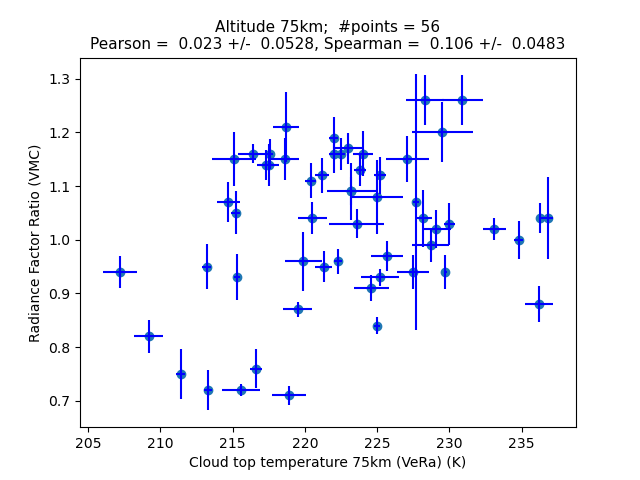 Altitude 75km;  #points = 56
Pearson =  0.023 +/-  0.0528, Spearman =  0.106 +/-  0.0483
1.3
1.2
1.1
1.0
0.9
0.8
0.7
Radiance Factor Ratio (VMC)
205 210 215 220 225 230 235
Cloud top temperature 75km (VeRa) (K)